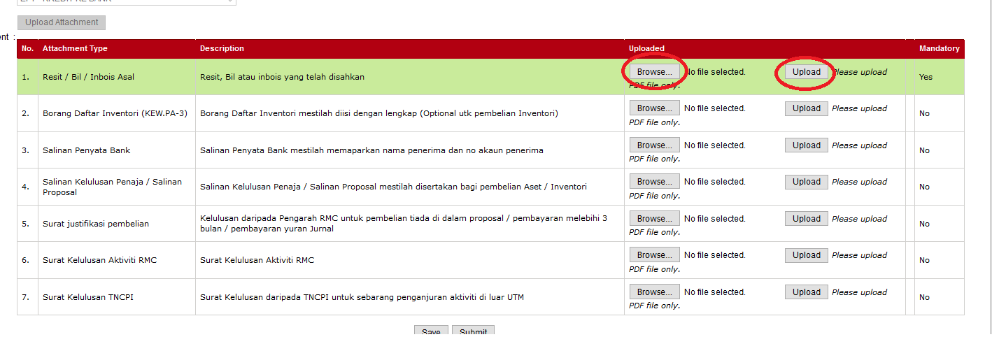 Upload Attachment
ent :
No. Attachment Type Description Uploaded Mandatory
1. Resit / Bil / Inbois Asal Resit, Bil atau inbois yang telah disahkan Browse... No file selected. Upload Please upload Yes
PDF file only.
2. Borang Daftar Inventori (KEW.PA-3) Borang Daftar Inventori mestilah diisi dengan lengkap (Optional utk pembelian Inventori) Browse... No file selected. Upload Please upload No
PDF file only.
3. Salinan Penyata Bank Salinan Penyata Bank mestilah memaparkan nama penerima dan no akaun penerima Browse... No file selected. Upload Please upload No
PDF file only.
4. Salinan Kelulusan Penaja / Salinan Salinan Kelulusan Penaja / Salinan Proposal mestilah disertakan bagi pembelian Aset / Inventori Browse... No file selected. Upload Please upload No
Proposal PDF file only.
5. Surat justifikasi pembelian Kelulusan daripada Pengarah RMC untuk pembelian tiada di dalam proposal / pembayaran melebihi 3 Browse... No file selected. Upload Please upload No
bulan / pembayaran yuran Jurnal PDF file only.
6. Surat Kelulusan Aktiviti RMC Surat Kelulusan Aktiviti RMC Browse... No file selected. Upload Please upload No
PDF file only.
7. Surat Kelulusan TNCPI Surat Kelulusan daripada TNCPI untuk sebarang penganjuran aktiviti di luar UTM Browse... No file selected. Upload Please upload No
PDF file only.
Save Submit